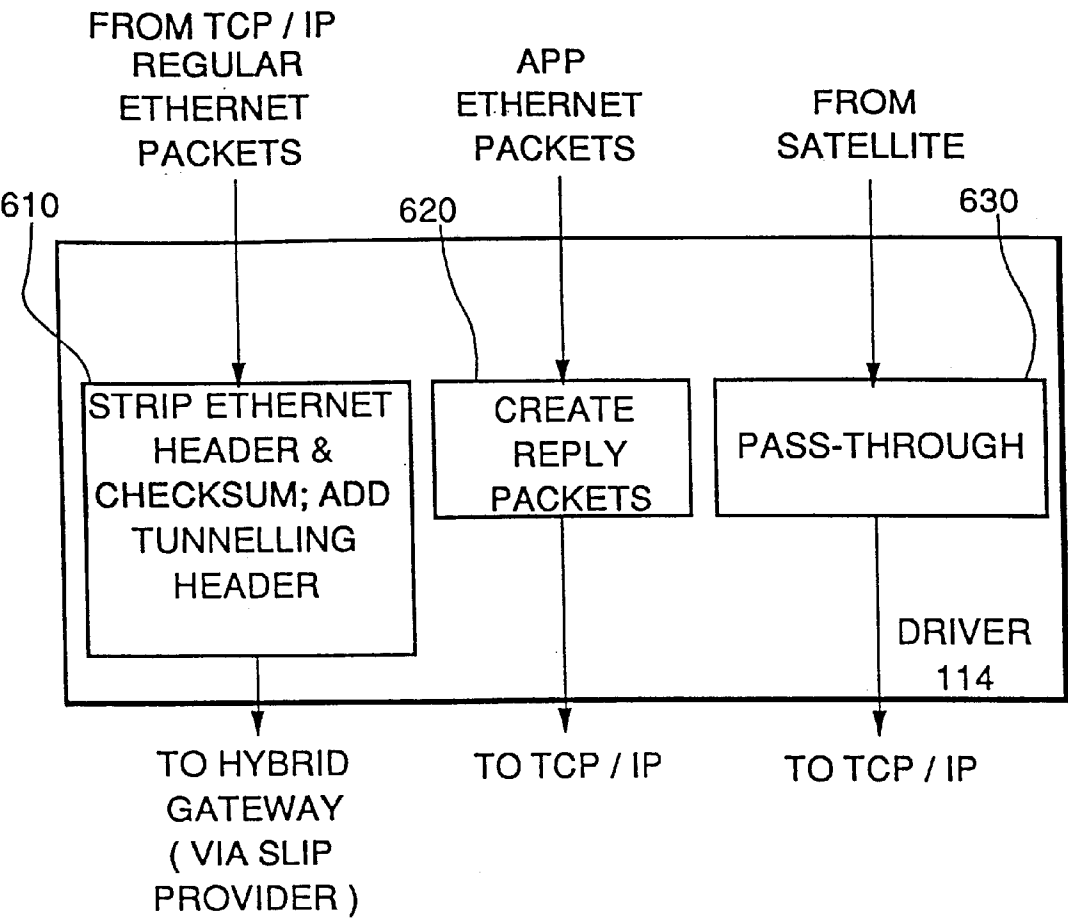 FROM TCP / IP
REGULAR
ETHERNET
PACKETS
APP
ETHERNET
PACKETS
FROM
SATELLITE
610
620
630
STRIP ETHERNET
HEADER &
CHECKSUM; ADD
TUNNELLING
HEADER
CREATE
REPLY
PACKETS
PASS-THROUGH
DRIVER
114
TO HYBRID
GATEWAY
( VIA SLIP
PROVIDER )
TO TCP / IP
TO TCP / IP